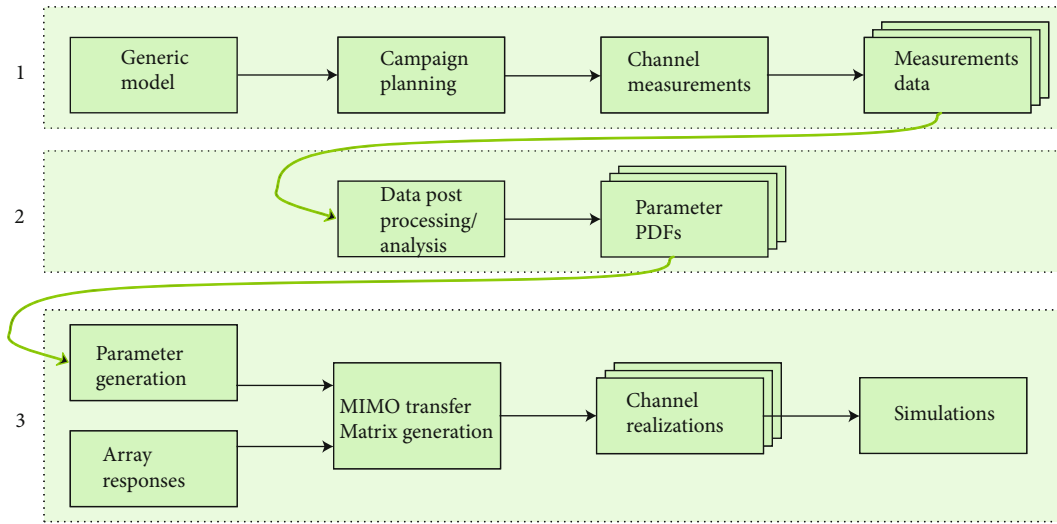 1
Generic
model
Campaign
planning
Channel
measurements
Measurements
data
2
Data post
processing/
analysis
Parameter
PDFs
3
Parameter
generation
Array
responses
MIMO transfer
Matrix generation
Channel
realizations
Simulations